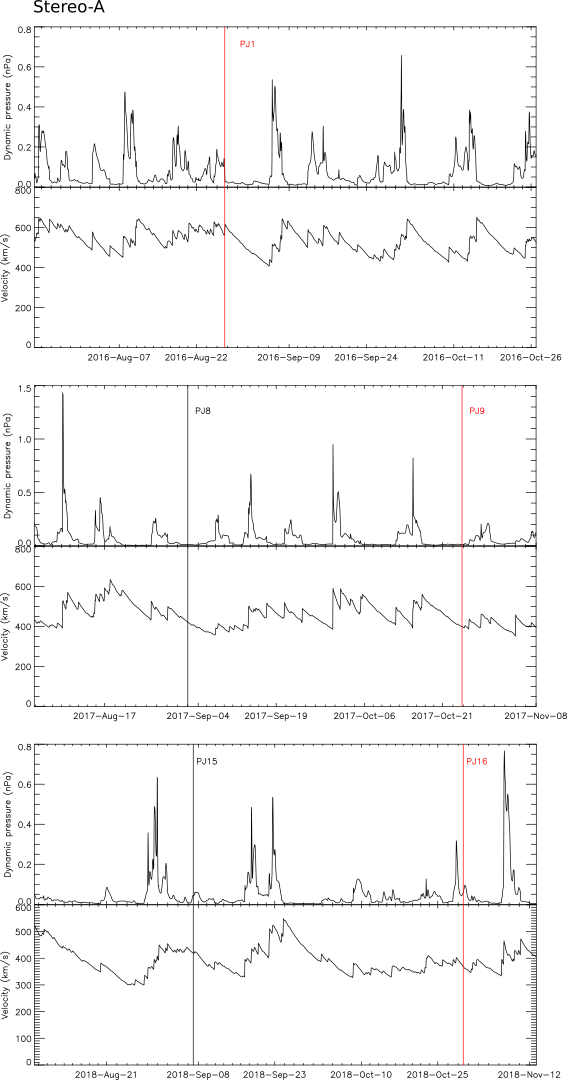 Stereo-A
0.8
PJ1
0.6
Dynamic pressure (nPa)
0.4
0.2
0.0
800
600
Velocity (km/s)
400
200
0
2016-Aug-07 2016-Aug-22 2016-Sep-09 2016-Sep-24 2016-Oct-11 2016-Oct-26
1.5
PJ8 PJ9
Dynamic pressure (nPa)
1.0
0.5
0.0
800
600
Velocity (km/s)
400
200
0
2017-Aug-17 2017-Sep-04 2017-Sep-19 2017-Oct-06 2017-Oct-21 2017-Nov-08
0.8
PJ15 PJ16
0.6
Dynamic pressure (nPa)
0.4
0.2
0.0
600
500
400
Velocity (km/s)
300
200
100
0
2018-Aug-21 2018-Sep-08 2018-Sep-23 2018-Oct-10 2018-Oct-25 2018-Nov-12